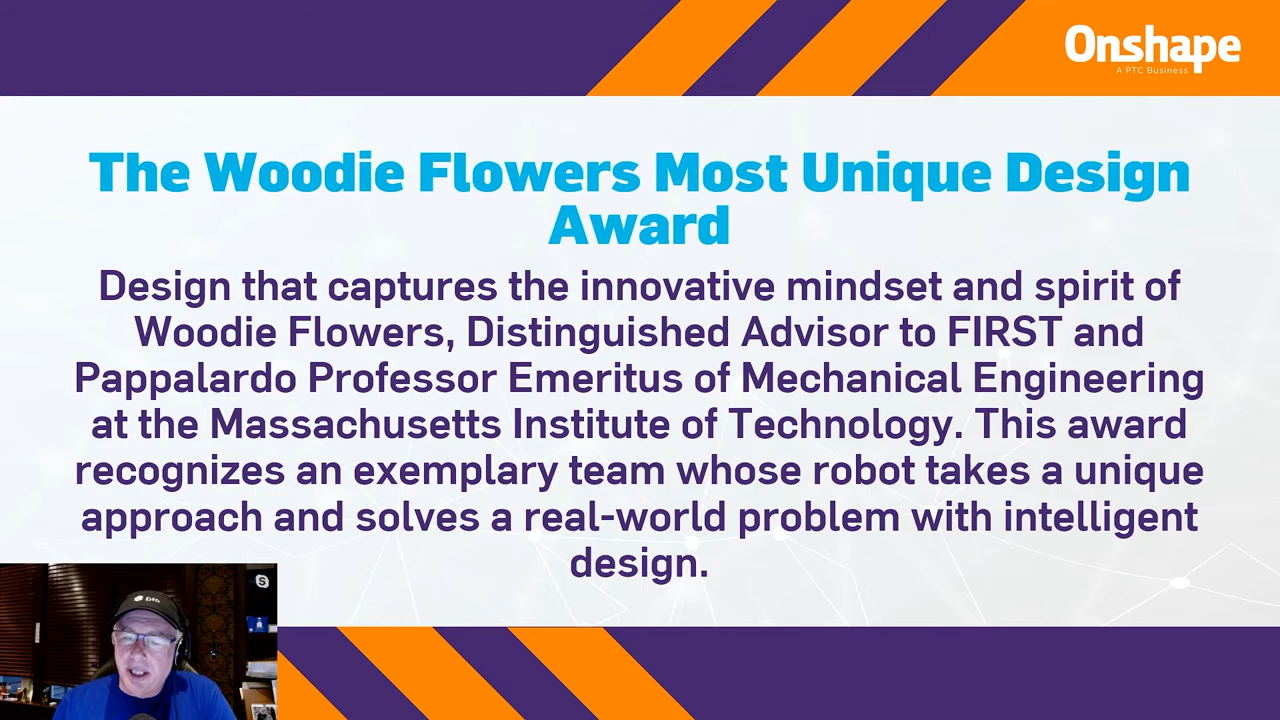 Onshape
A PTC Business
The Woodie Flowers Most Unique Design
Award
Design that captures the innovative mindset and spirit of
Woodie Flowers, Distinguished Advisor to FIRST and
Pappalardo Professor Emeritus of Mechanical Engineering
at the Massachusetts Institute of Technology. This award
recognizes an exemplary team whose robot takes a unique
approach and solves a real-world problem with intelligent
design.
S
ptc